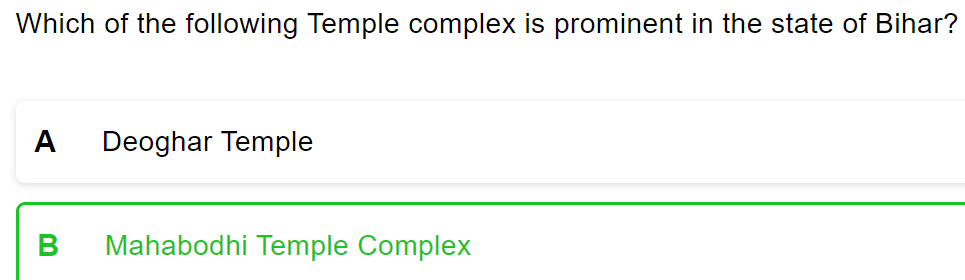 Which of the following Temple complex is prominent in the state of Bihar?
A Deoghar Temple
B Mahabodhi Temple Complex